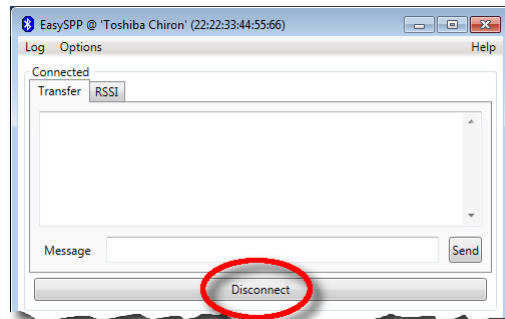 EasySPP @ 'Toshiba Chiron' (22:22:33:44:55:66)
Log Options Help
Connected
Transfer RSSI
Message Send
Disconnect